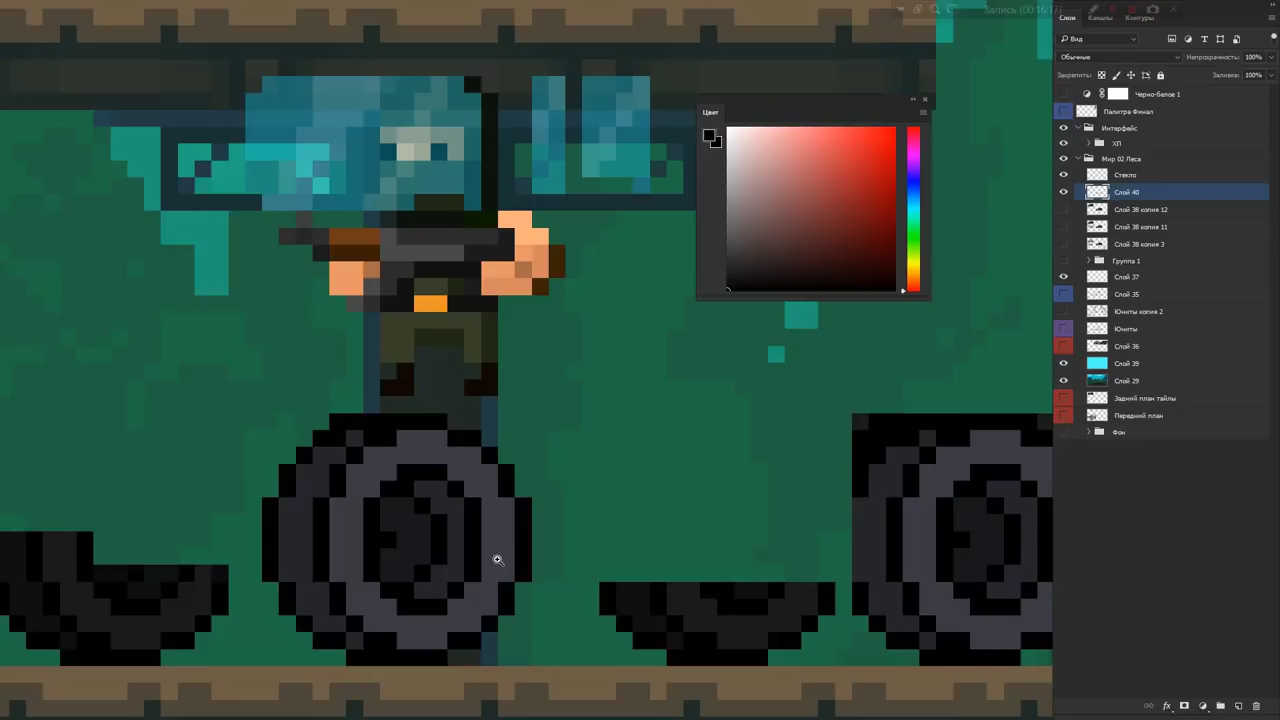 Запись (00:16:17)
Слои Каналы Контуры
Вид
Обычные Непрозрачность: 100%
Закрепить: Заливка: 100%
Цвет
Черно-белое 1
Палитра Финал
Интерфейс
ХП
Мир 02 Леса
Стекло
Слой 40
Слой 38 копия 12
Слой 38 копия 11
Слой 38 копия 3
Группа 1
Слой 37
Слой 35
Юниты копия 2
Юниты
Слой 36
Слой 39
Слой 29
Задний план тайлы
Передний план
Фон
fx